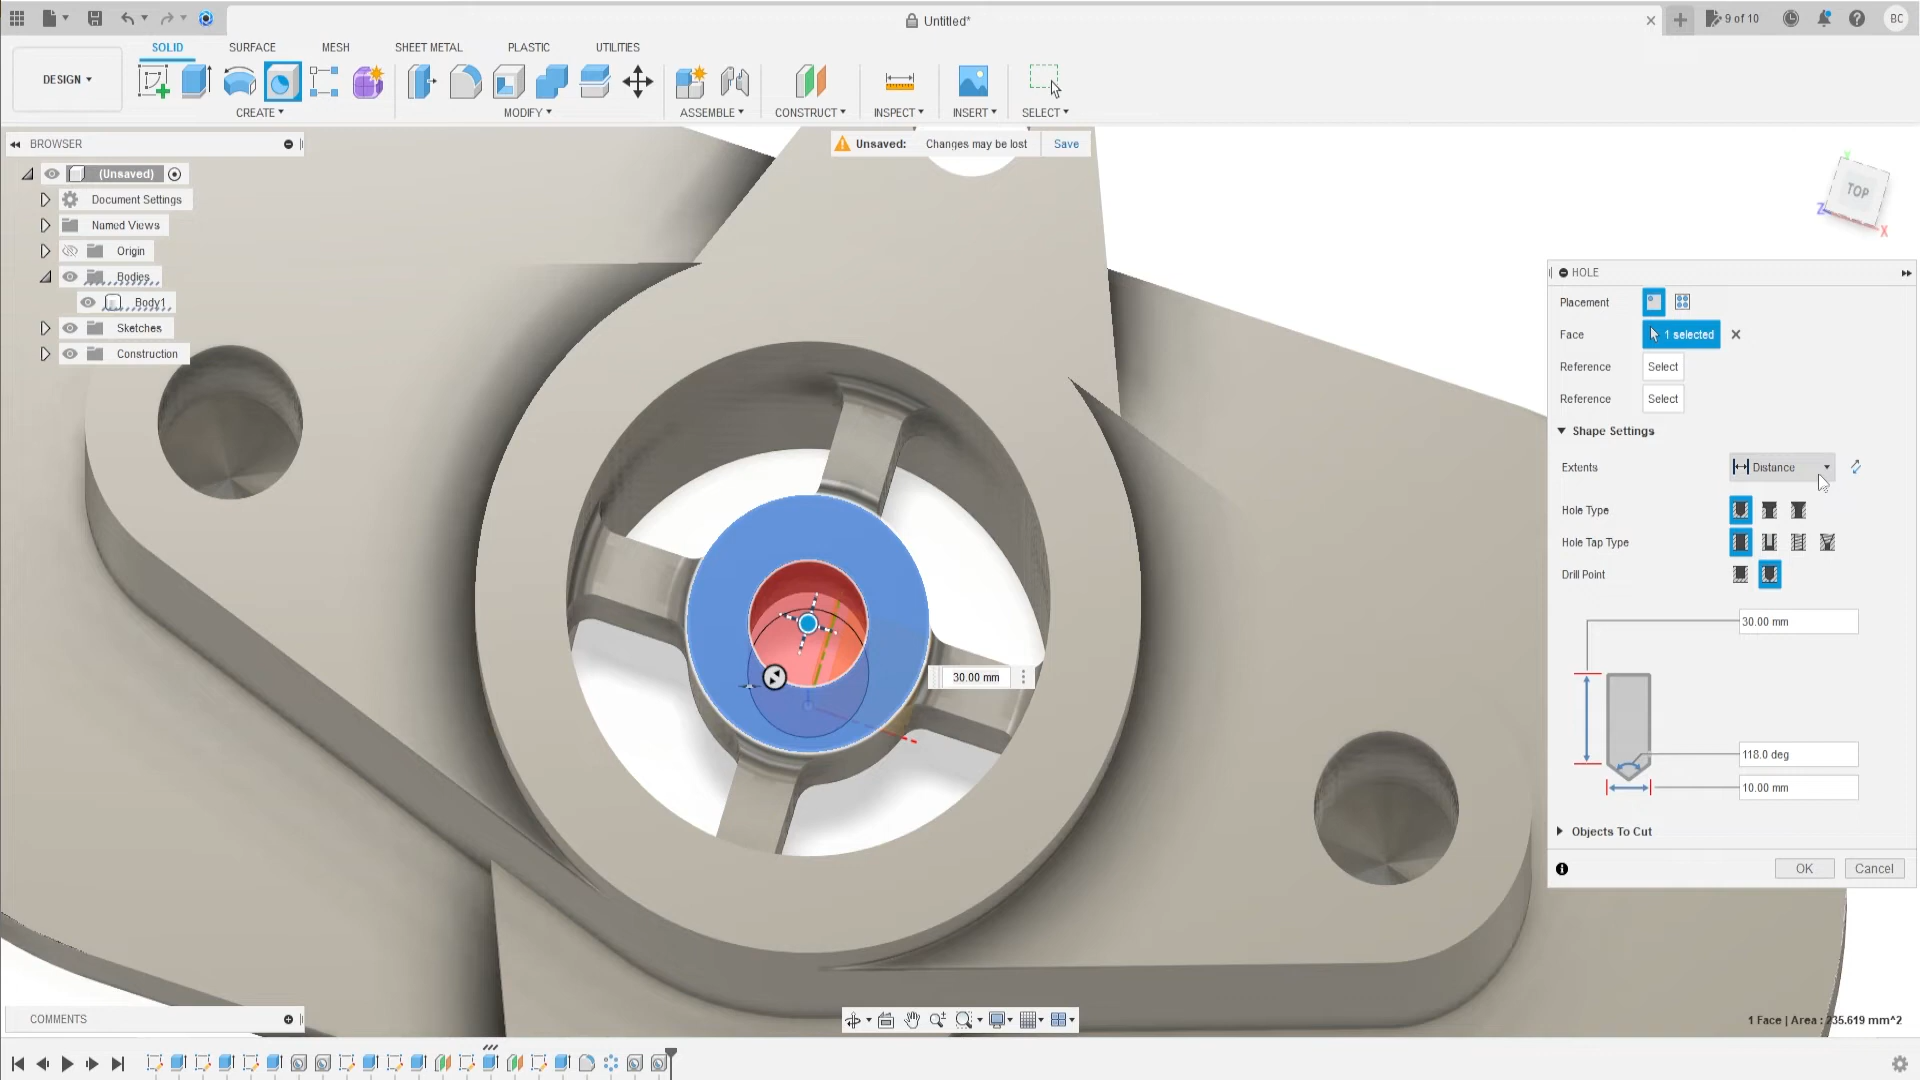 Untitled*
9 of 10
BC
DESIGN
SOLID
SURFACE
MESH
SHEET METAL
PLASTIC
UTILITIES
CREATE
MODIFY
ASSEMBLE
CONSTRUCT
INSPECT
INSERT
SELECT
BROWSER
Unsaved: Changes may be lost Save
(Unsaved)
Document Settings
Named Views
Origin
Bodies
Body1
Sketches
Construction
TOP
Z
X
HOLE
Placement
Face 1 selected
Reference Select
Reference Select
Shape Settings
Extents Distance
Hole Type
Hole Tap Type
Drill Point
30.00 mm
30.00 mm
118.0 deg
10.00 mm
Objects To Cut
OK Cancel
COMMENTS
1 Face | Area : 235.619 mm^2